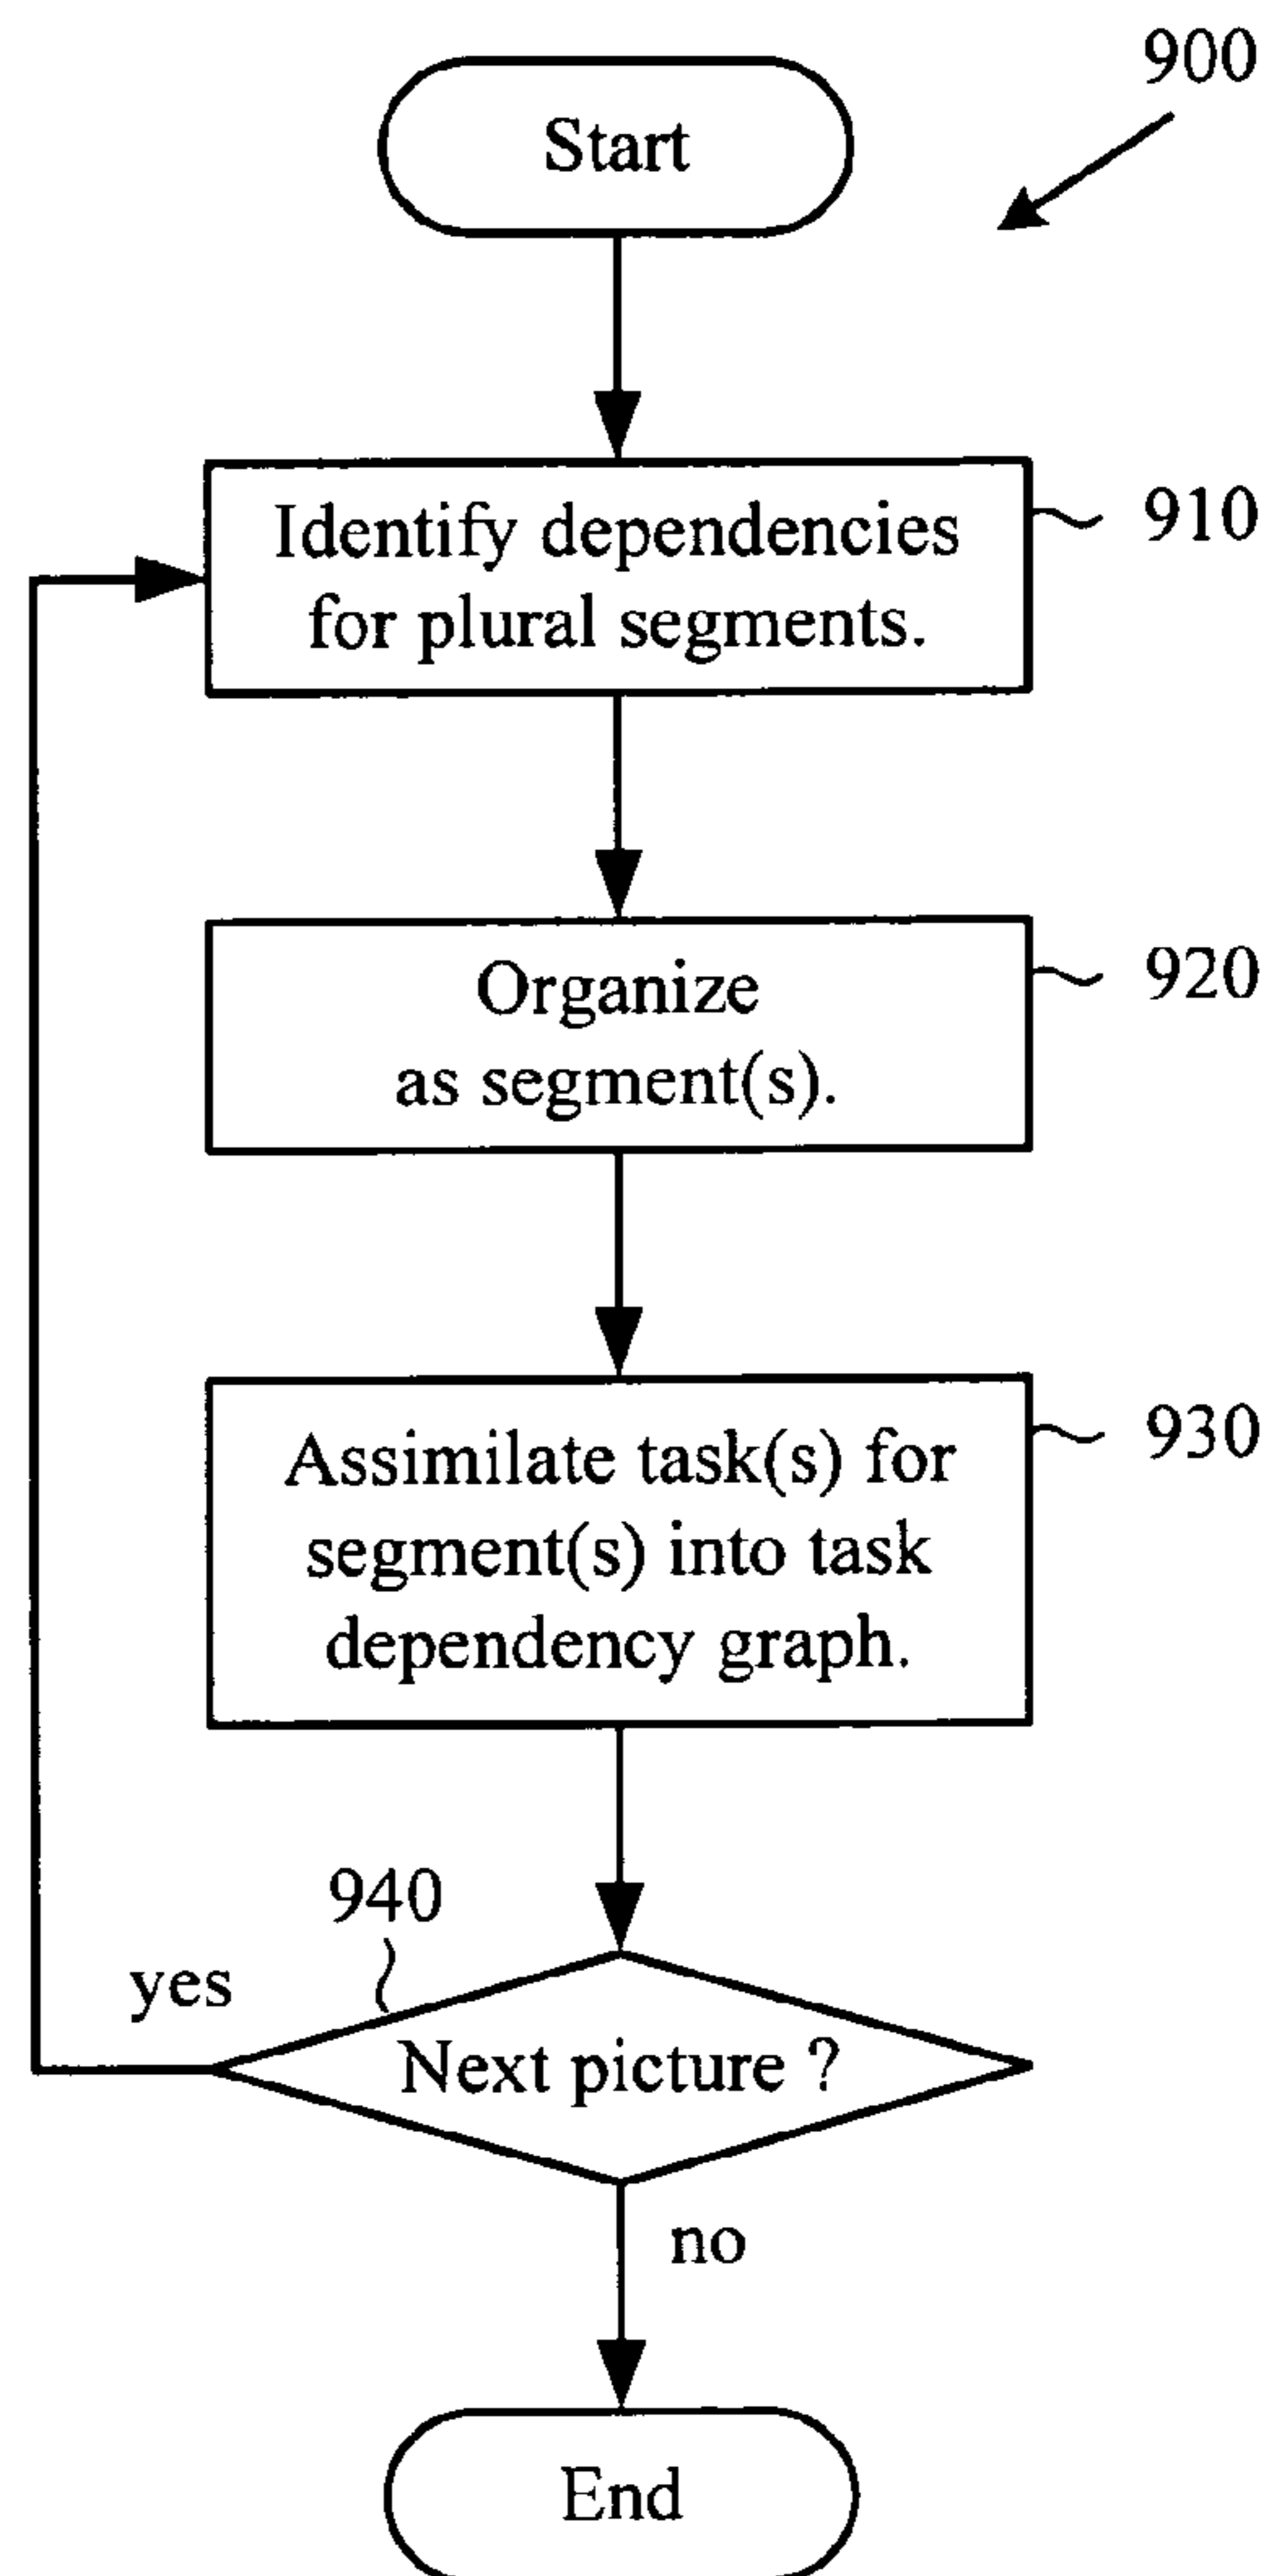 900
Start
Identify dependencies
for plural segments.
910
Organize
as segment(s).
920
Assimilate task(s) for
segment(s) into task
dependency graph.
930
940
yes
Next picture ?
no
End